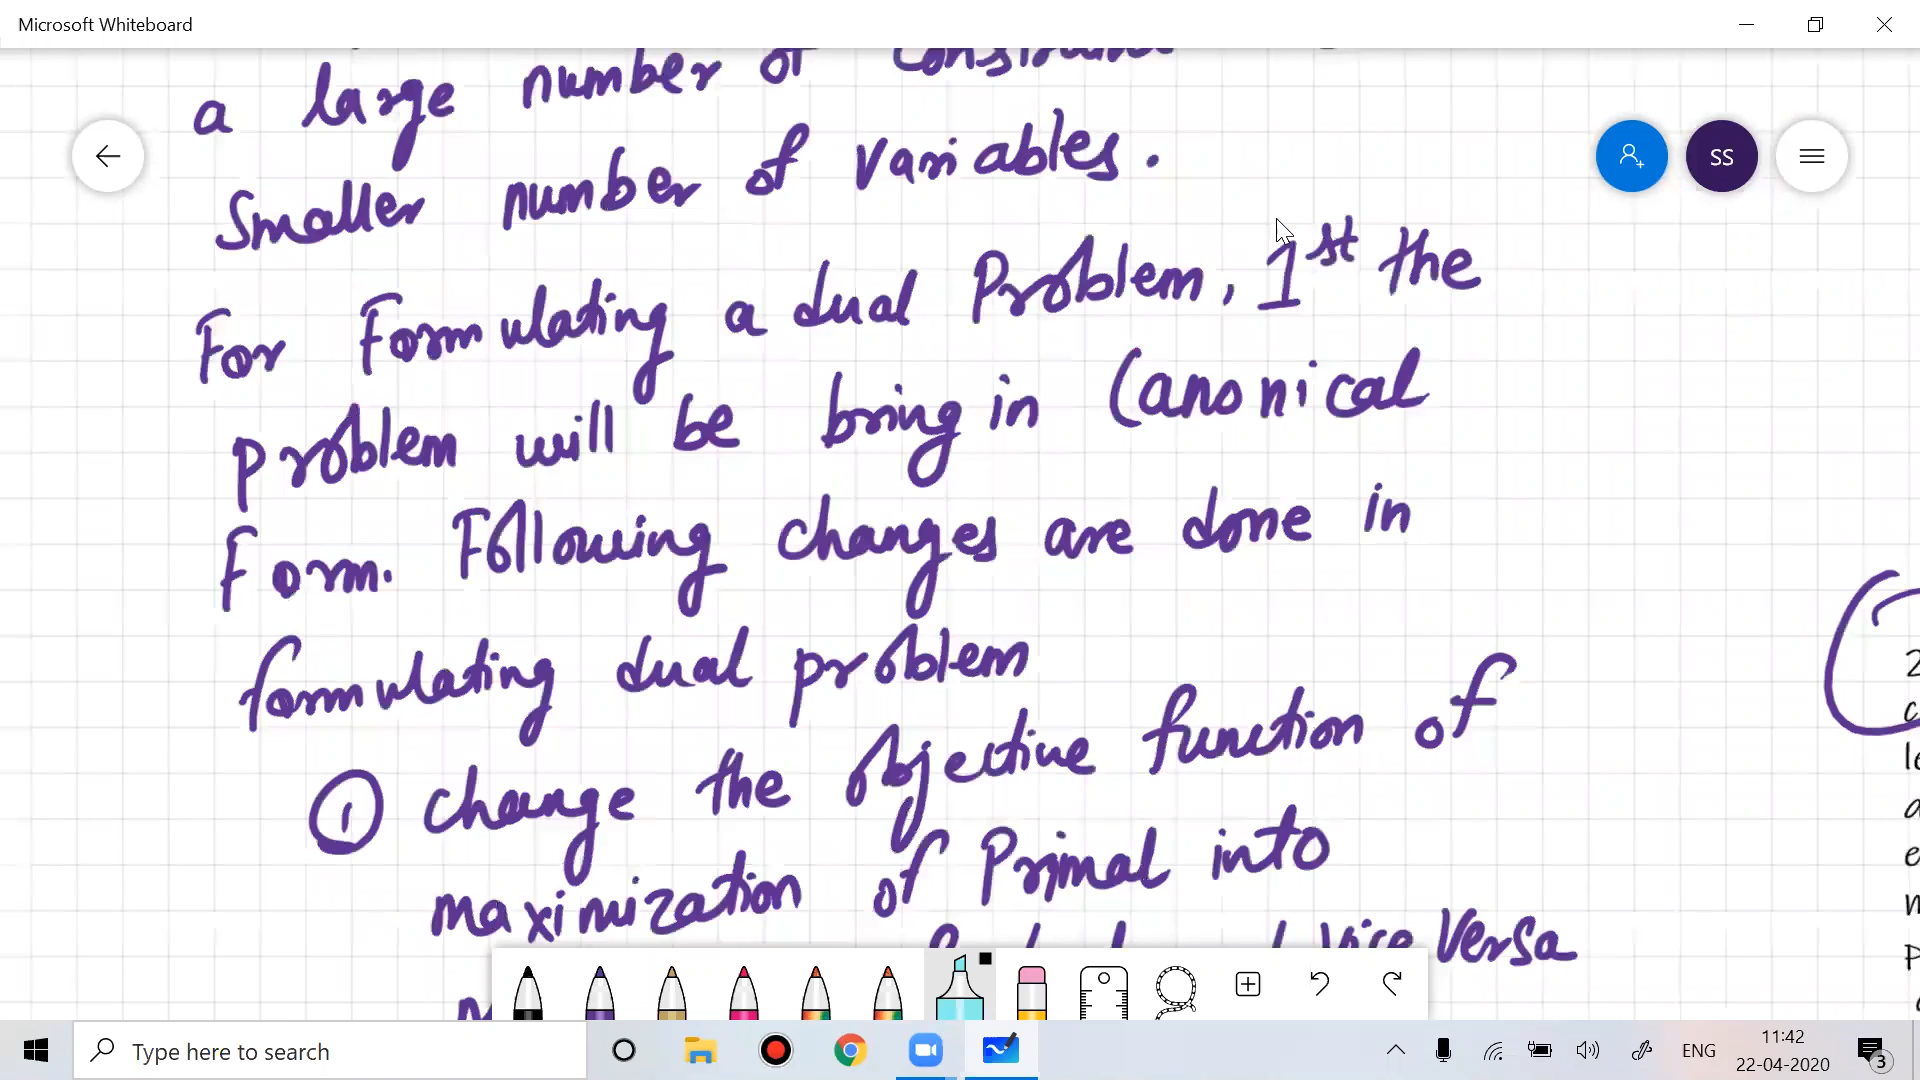 Microsoft Whiteboard
a large number of
smaller number of variables.
SS
For Formulating a dual Problem, 1st the
problem will be bring in Canonical
Form. Following changes are done in
formulating dual problem
① change the objective function of
maximization of Primal into
vice versa
Type here to search
ENG
11:42
22-04-2020
3